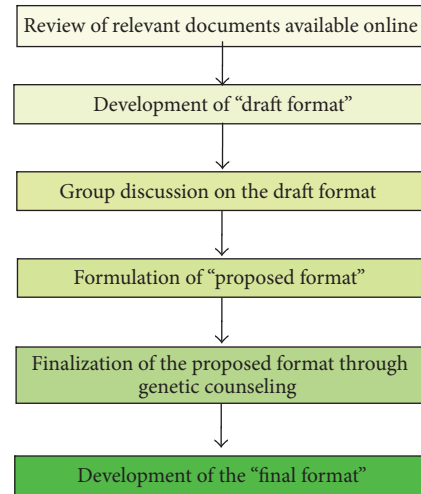 Review of relevant documents available online
Development of “draft format”
Group discussion on the draft format
Formulation of “proposed format”
Finalization of the proposed format through
genetic counseling
Development of the “final format”